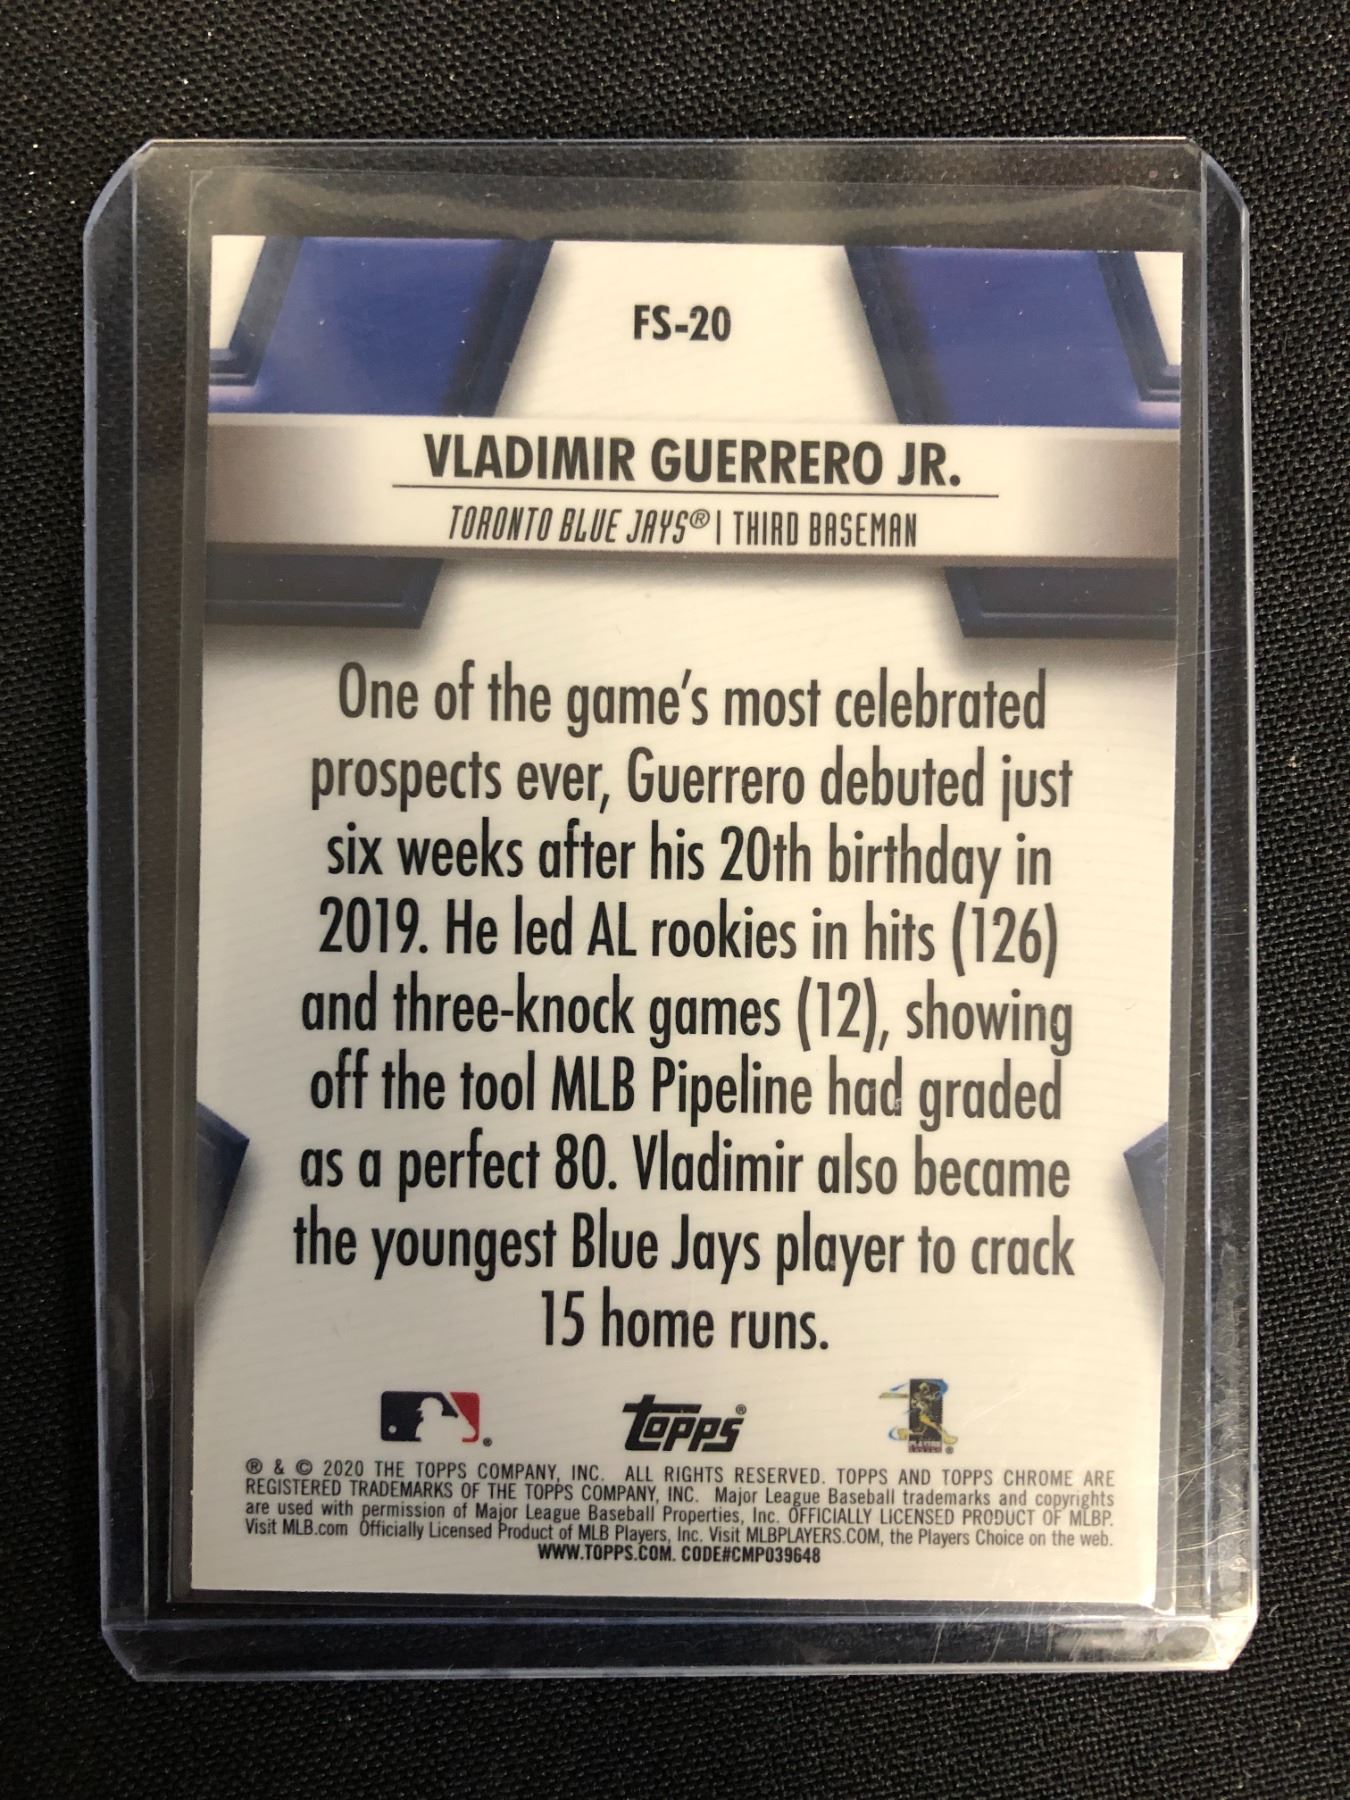 FS-20
VLADIMIR GUERRERO JR.
TORONTO BLUE JAYS® | THIRD BASEMAN
One of the game's most celebrated
prospects ever, Guerrero debuted just
six weeks after his 20th birthday in
2019. He led AL rookies in hits (126)
and three-knock games (12), showing
off the tool MLB Pipeline had graded
as a perfect 80. Vladimir also became
the youngest Blue Jays player to crack
15 home runs.
topps®
® & © 2020 THE TOPPS COMPANY, INC. ALL RIGHTS RESERVED. TOPPS AND TOPPS CHROME ARE
REGISTERED TRADEMARKS OF THE TOPPS COMPANY, INC. Major League Baseball trademarks and copyrights
are used with permission of Major League Baseball Properties, Inc. OFFICIALLY LICENSED PRODUCT OF MLBP.
Visit MLB.com Officially Licensed Product of MLB Players, Inc. Visit MLBPLAYERS.COM, the Players Choice on the web.
WWW.TOPPS.COM. CODE#CMP039648